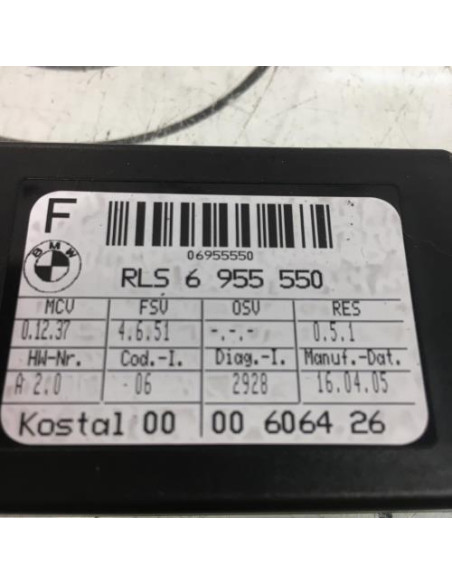 F
BMW
06955550
RLS 6 955 550
MCV FSV OSV RES
0.12.37 4.6.51 -.-.- 0.5.1
HW-Nr. Cod.-I. Diag.-I. Manuf.-Dat.
A 2.0 06 2928 16.04.05
Kostal 00 00 6064 26